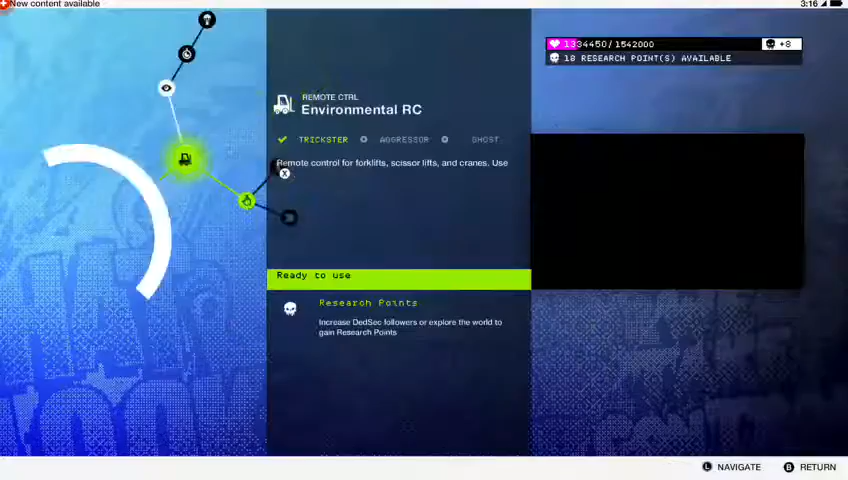 New content available
3:16
1334450/1542000
+8
10 RESEARCH POINT(S) AVAILABLE
REMOTE CTRL
Environmental RC
TRICKSTER
AGGRESSOR
GHOST
Remote control for forklifts, scissor lifts, and cranes. Use
X
Ready to use
Research Points
Increase DedSec followers or explore the world to
gain Research Points
L NAVIGATE
B RETURN